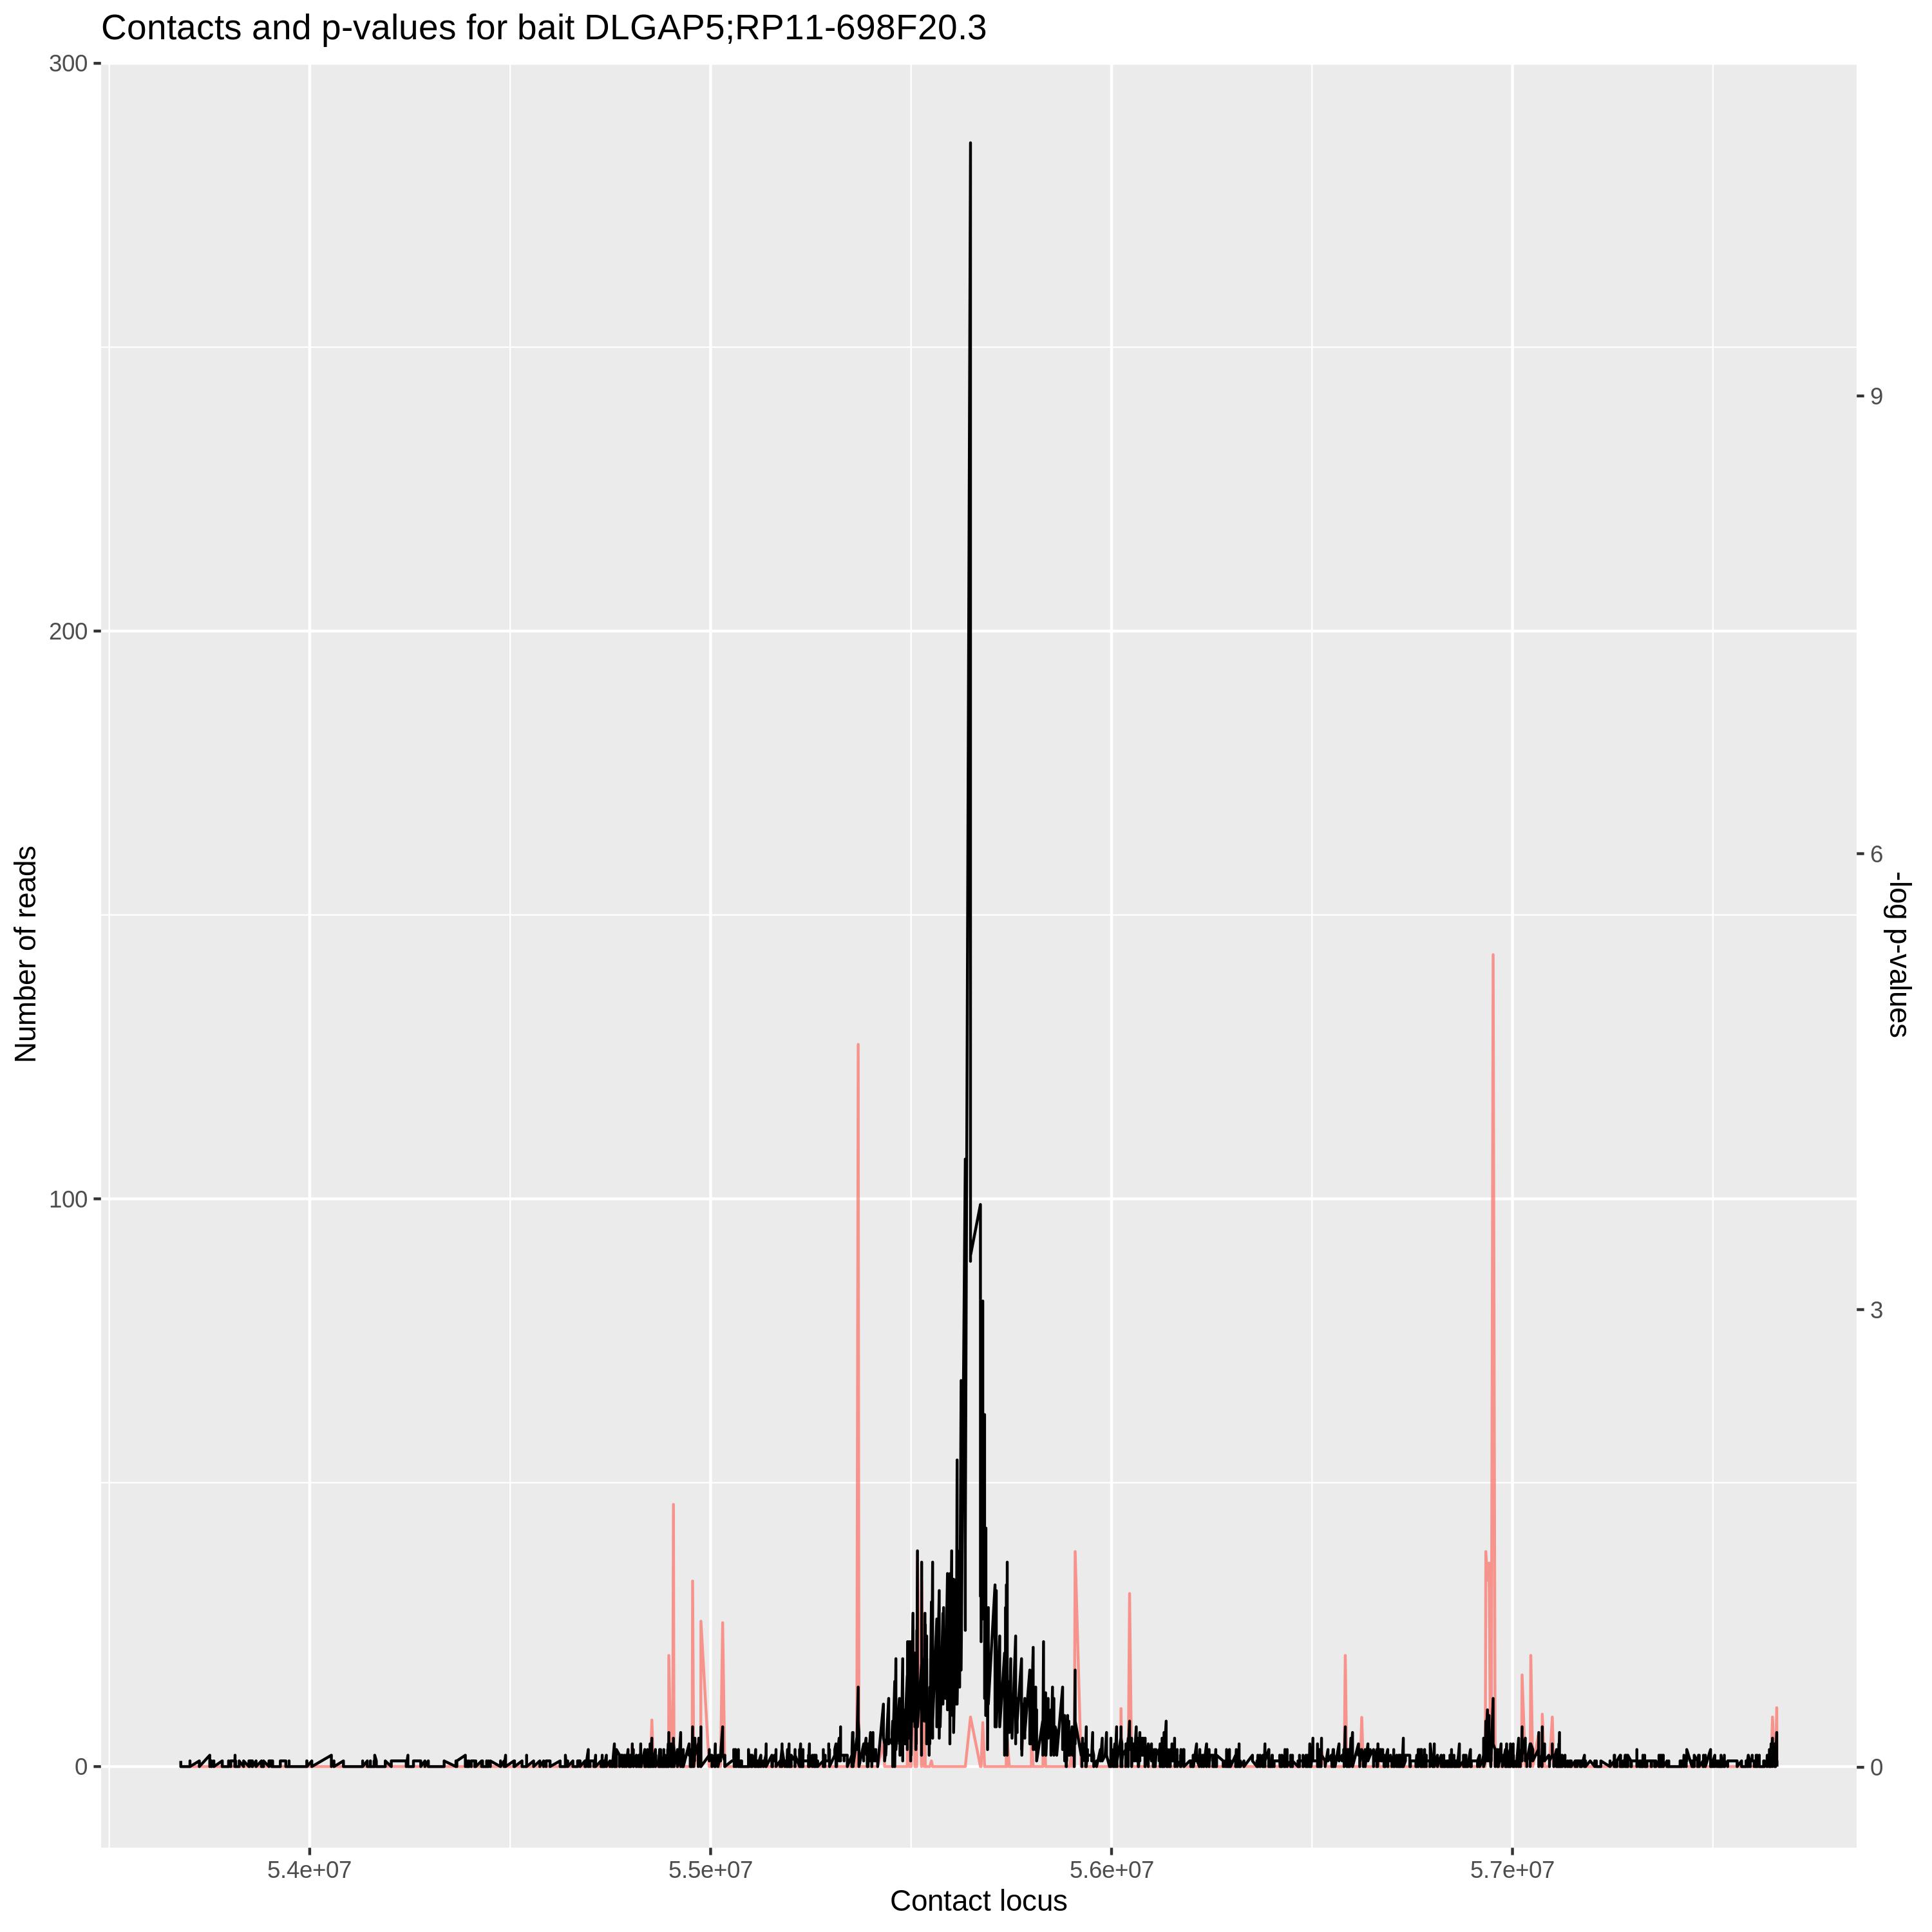 Contacts and p-values for bait DLGAP5;RP11-698F20.3
300
200
100
0
Number of reads
9
6
3
0
-log p-values
5.4e+07
5.5e+07
5.6e+07
5.7e+07
Contact locus